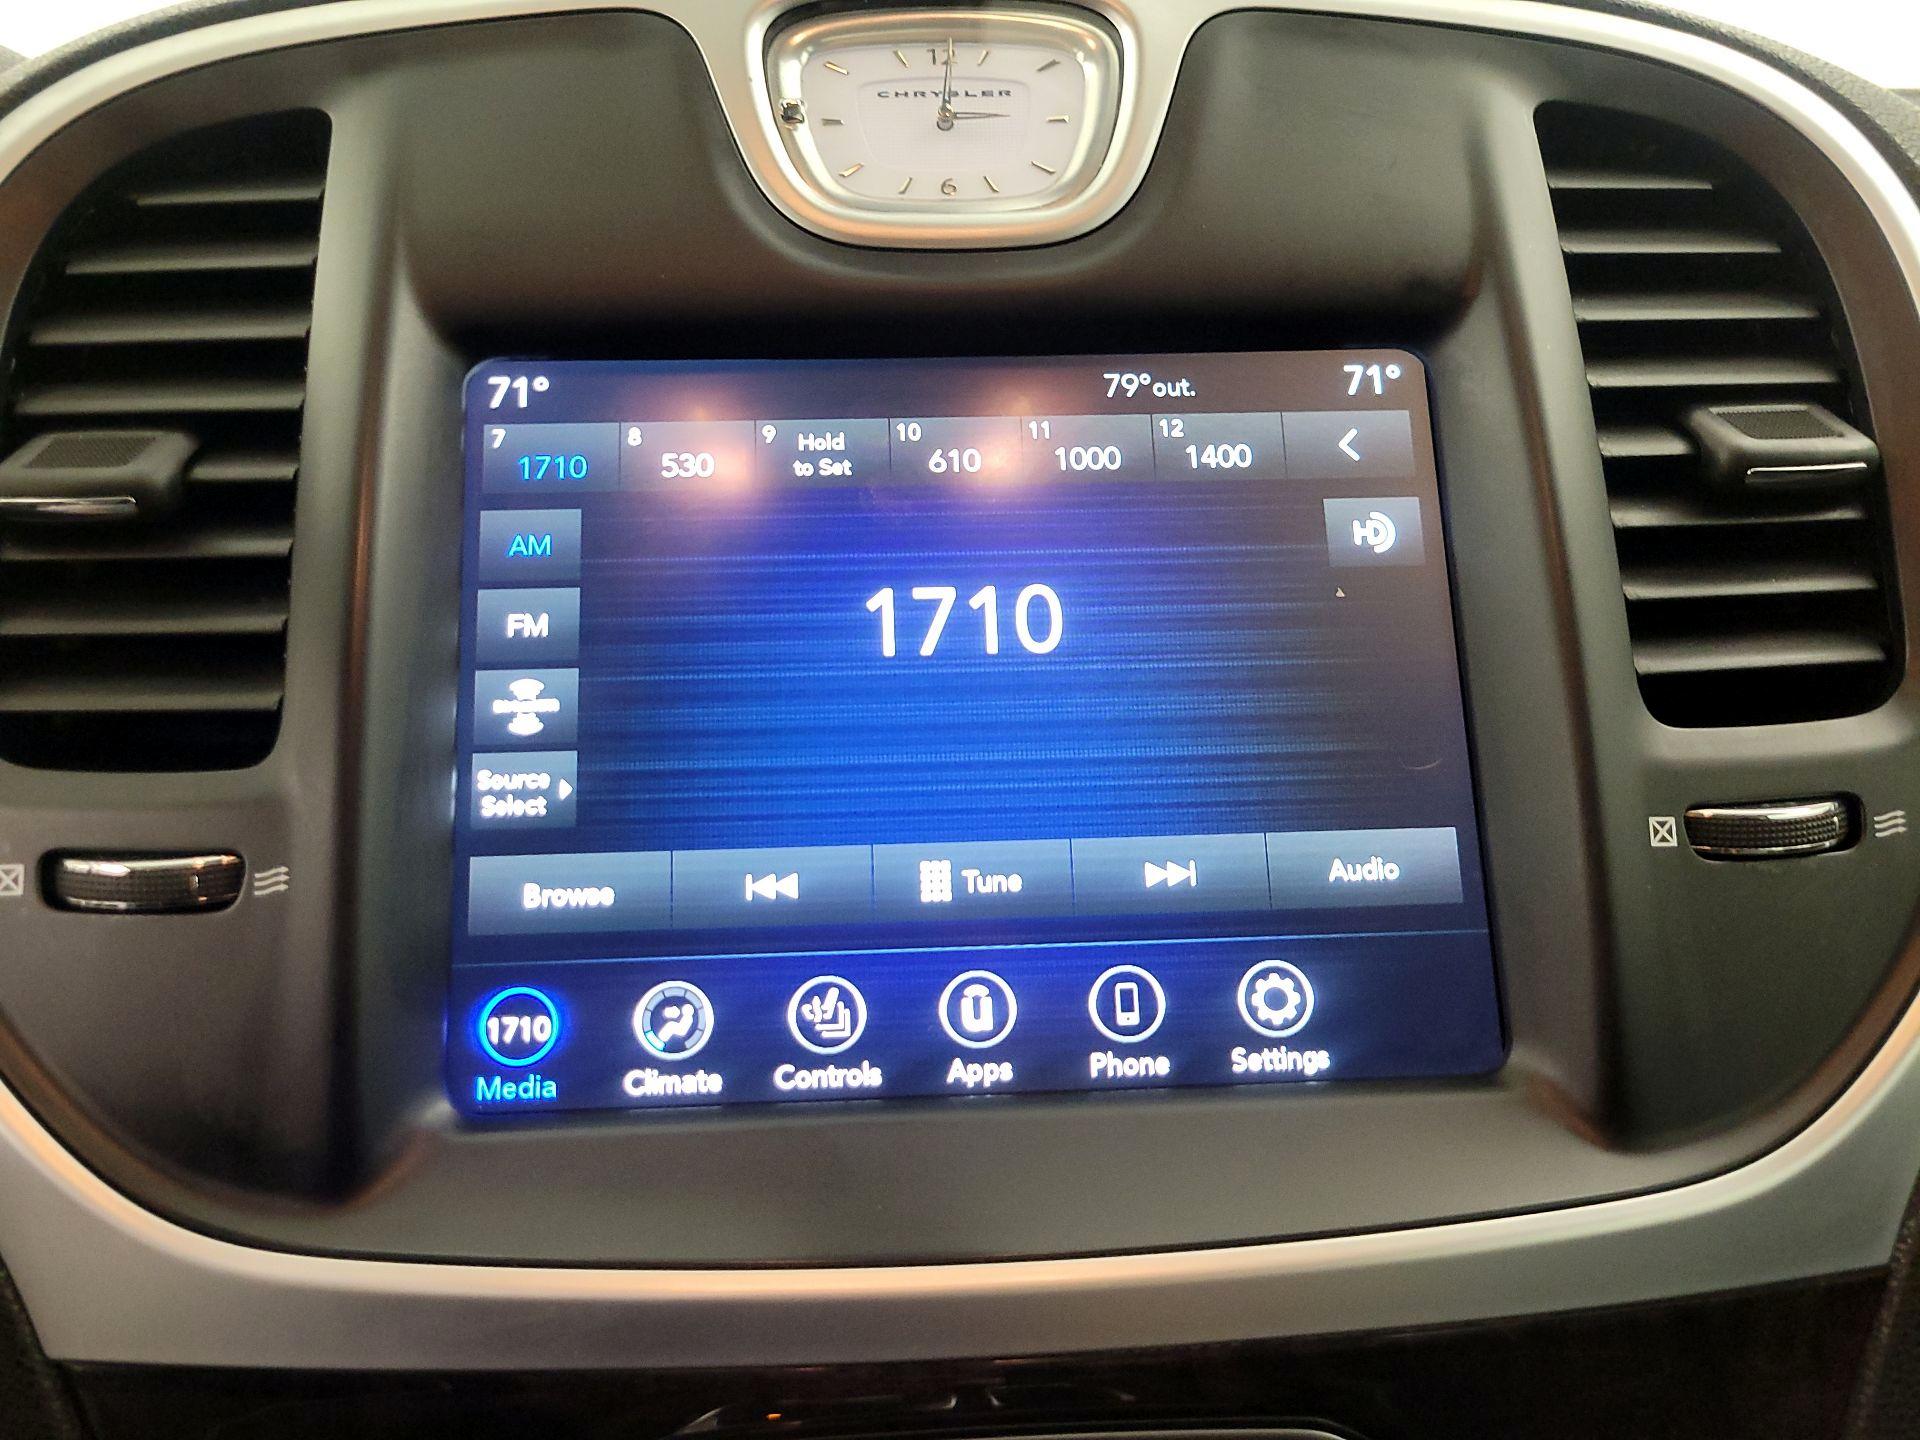 12
CHRYSLER
6
71° 79° out. 71°
7 1710
8 530
9 Hold
to Set
10 610
11 1000
12 1400
AM
HD
FM
1710
Source
Select
Browse
Tune
Audio
1710
Media
Climate
Controls
Apps
Phone
Settings